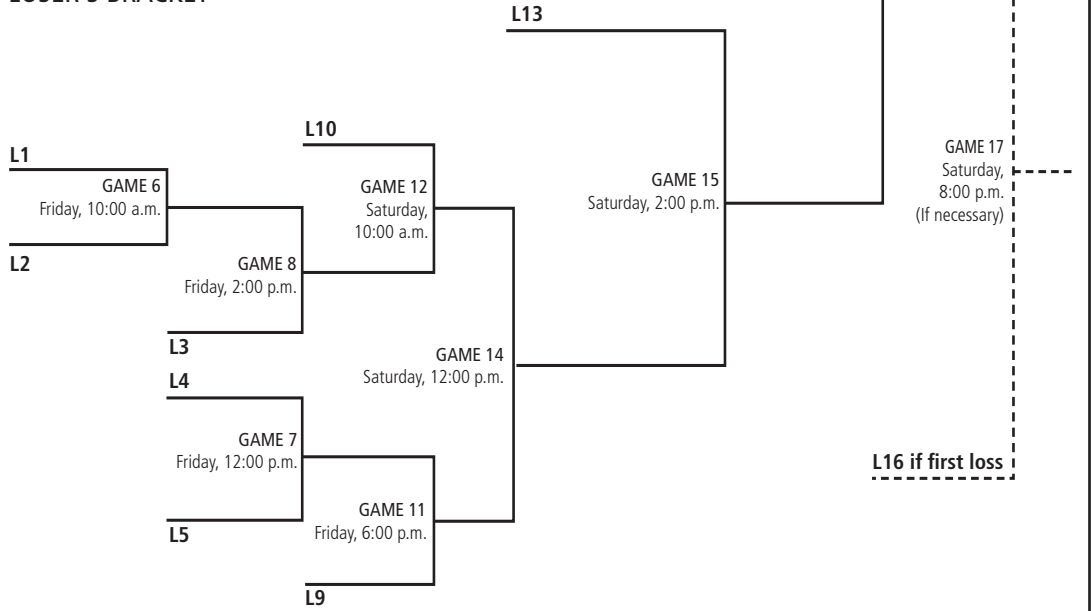 L13
L10
L1
GAME 6
Friday, 10:00 a.m.
L2
GAME 12
Saturday,
10:00 a.m.
GAME 8
Friday, 2:00 p.m.
L3
GAME 15
Saturday, 2:00 p.m.
GAME 17
Saturday,
8:00 p.m.
(If necessary)
GAME 14
Saturday, 12:00 p.m.
L4
GAME 7
Friday, 12:00 p.m.
L5
GAME 11
Friday, 6:00 p.m.
L9
L16 if first loss